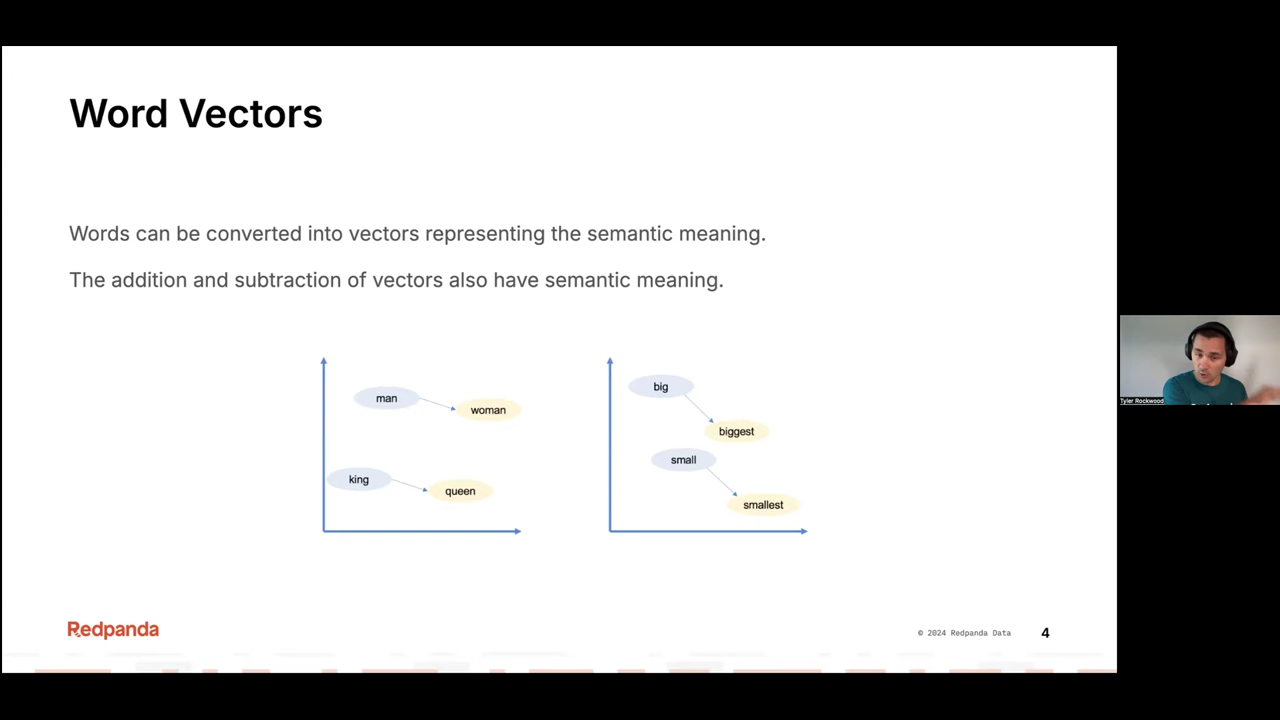 Word Vectors
Words can be converted into vectors representing the semantic meaning.
The addition and subtraction of vectors also have semantic meaning.
man
woman
king
queen
big
biggest
small
smallest
Tyler Rockwood
Redpanda
© 2024 Redpanda Data
4